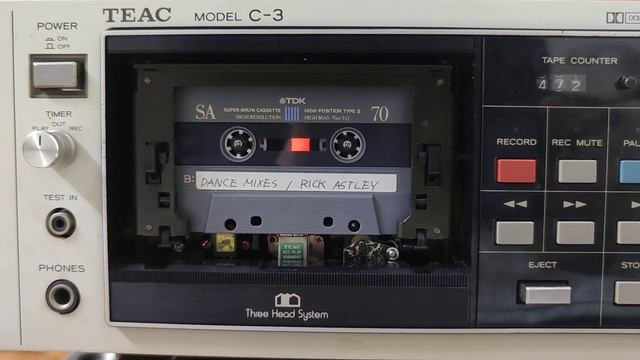 TEAC MODEL C-3
POWER
ON
OFF
TIMER
OUT
PLAY REC
TEST IN
PHONES
TDK
SA SUPER AVILYN CASSETTE HIGH POSITION TYPE II 70
HIGH RESOLUTION HIGH BIAS 70μs EQ
B: DANCE MIXES / RICK ASTLEY
TEAC
REC·PLAY
Three Head System
TAPE COUNTER
472
RECORD REC MUTE
EJECT